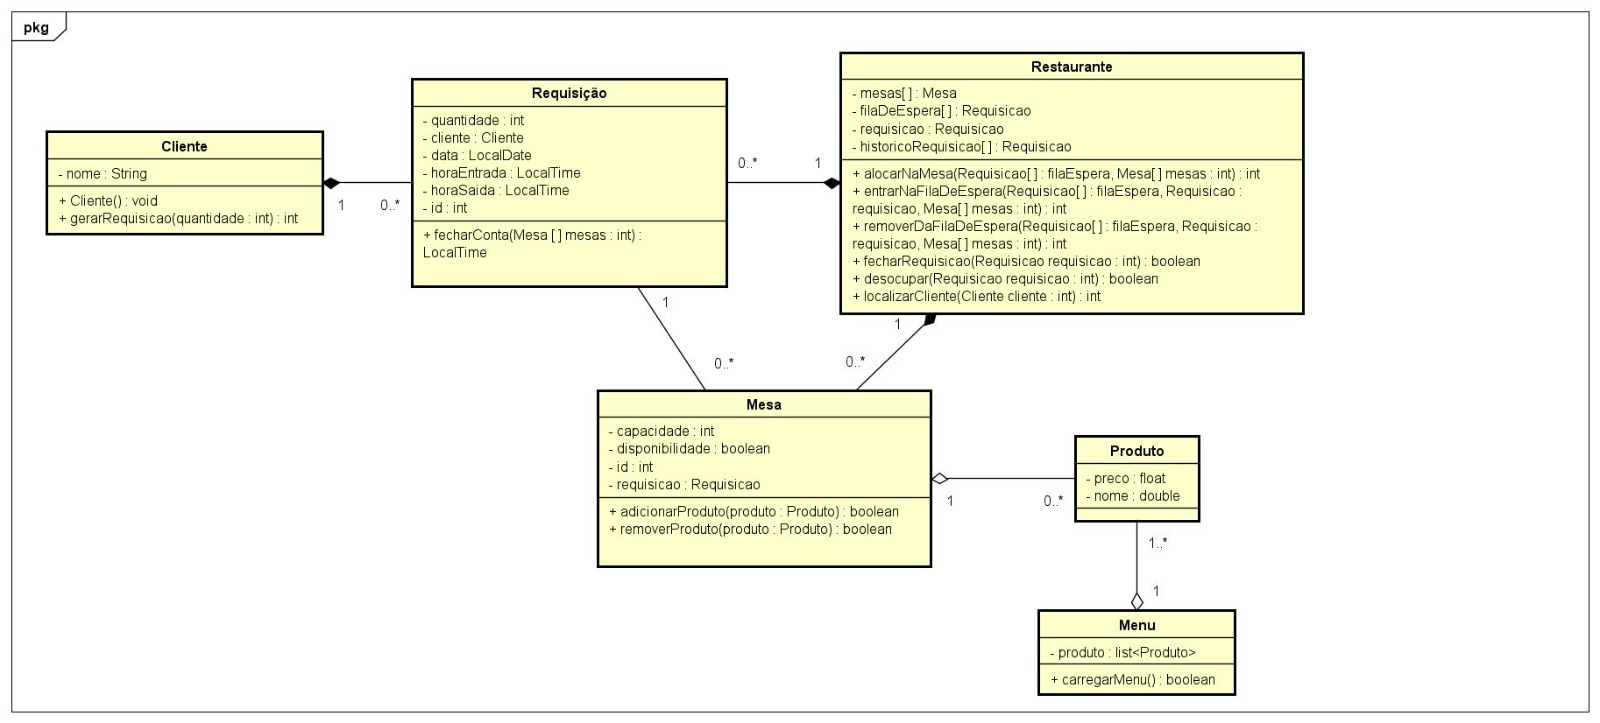 pkg
Cliente
- nome : String
+ Cliente() : void
+ gerarRequisicao(quantidade : int) : int
1
0..*
Requisição
- quantidade : int
- cliente : Cliente
- data : LocalDate
- horaEntrada : LocalTime
- horaSaida : LocalTime
- id : int
+ fecharConta(Mesa [ ] mesas : int) :
LocalTime
0..*
1
Restaurante
- mesas[ ] : Mesa
- filaDeEspera[ ] : Requisicao
- requisicao : Requisicao
- historicoRequisicao[ ] : Requisicao
+ alocarNaMesa(Requisicao[ ] : filaEspera, Mesa[ ] mesas : int) : int
+ entrarNaFilaDeEspera(Requisicao[ ] : filaEspera, Requisicao :
requisicao, Mesa[ ] mesas : int) : int
+ removerDaFilaDeEspera(Requisicao[ ] : filaEspera, Requisicao :
requisicao, Mesa[ ] mesas : int) : int
+ fecharRequisicao(Requisicao requisicao : int) : boolean
+ desocupar(Requisicao requisicao : int) : boolean
+ localizarCliente(Cliente cliente : int) : int
1
0..*
1
0..*
Mesa
- capacidade : int
- disponibilidade : boolean
- id : int
- requisicao : Requisicao
+ adicionarProduto(produto : Produto) : boolean
+ removerProduto(produto : Produto) : boolean
1
0..*
Produto
- preco : float
- nome : double
1..*
1
Menu
- produto : list<Produto>
+ carregarMenu() : boolean